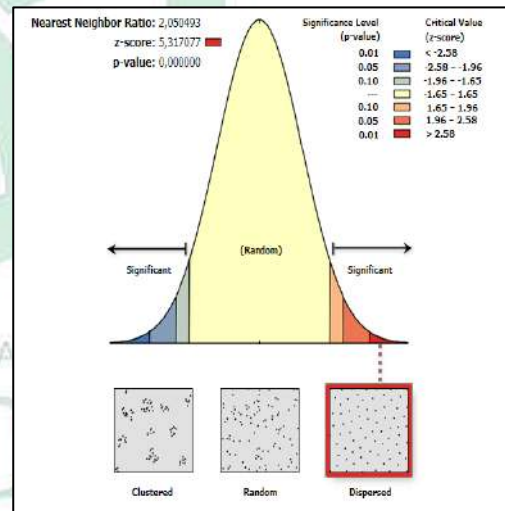 Nearest Neighbor Ratio: 2,050493
z-score: 5,317077
p-value: 0,000000
Significance Level
(p-value)
Critical Value
(z-score)
0.01 < -2.58
0.05 -2.58 – -1.96
0.10 -1.96 – -1.65
--- -1.65 – 1.65
0.10 1.65 – 1.96
0.05 1.96 – 2.58
0.01 > 2.58
(Random)
Significant Significant
Clustered Random Dispersed